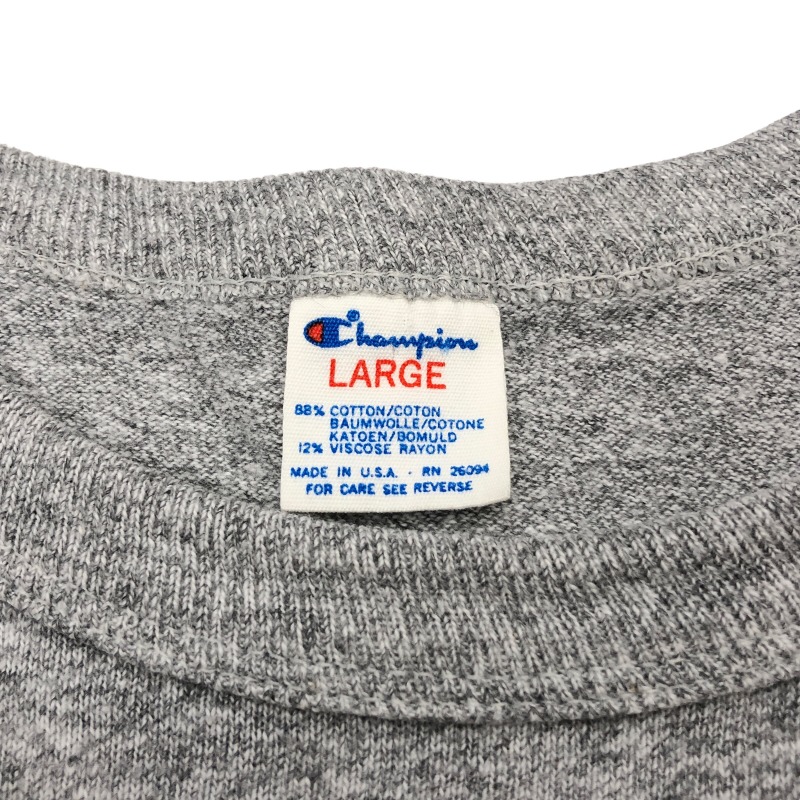 Champion®
LARGE
88% COTTON/COTON
BAUMWOLLE/COTONE
KATOEN/BOMULD
12% VISCOSE RAYON
MADE IN U.S.A. · RN 26094
FOR CARE SEE REVERSE